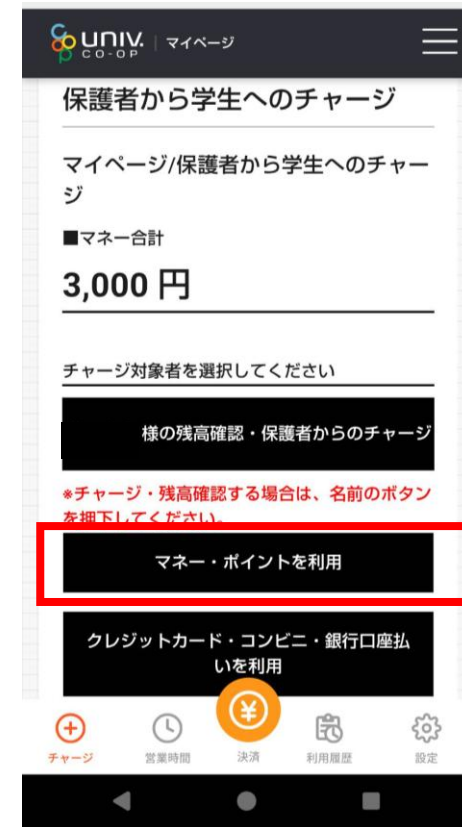 UNIV. CO-OP | マイページ
保護者から学生へのチャージ
マイページ/保護者から学生へのチャー
ジ
■マネー合計
3,000 円
チャージ対象者を選択してください
様の残高確認・保護者からのチャージ
*チャージ・残高確認する場合は、名前のボタン
を押下してください。
マネー・ポイントを利用
クレジットカード・コンビニ・銀行口座払
いを利用
チャージ 営業時間 決済 利用履歴 設定